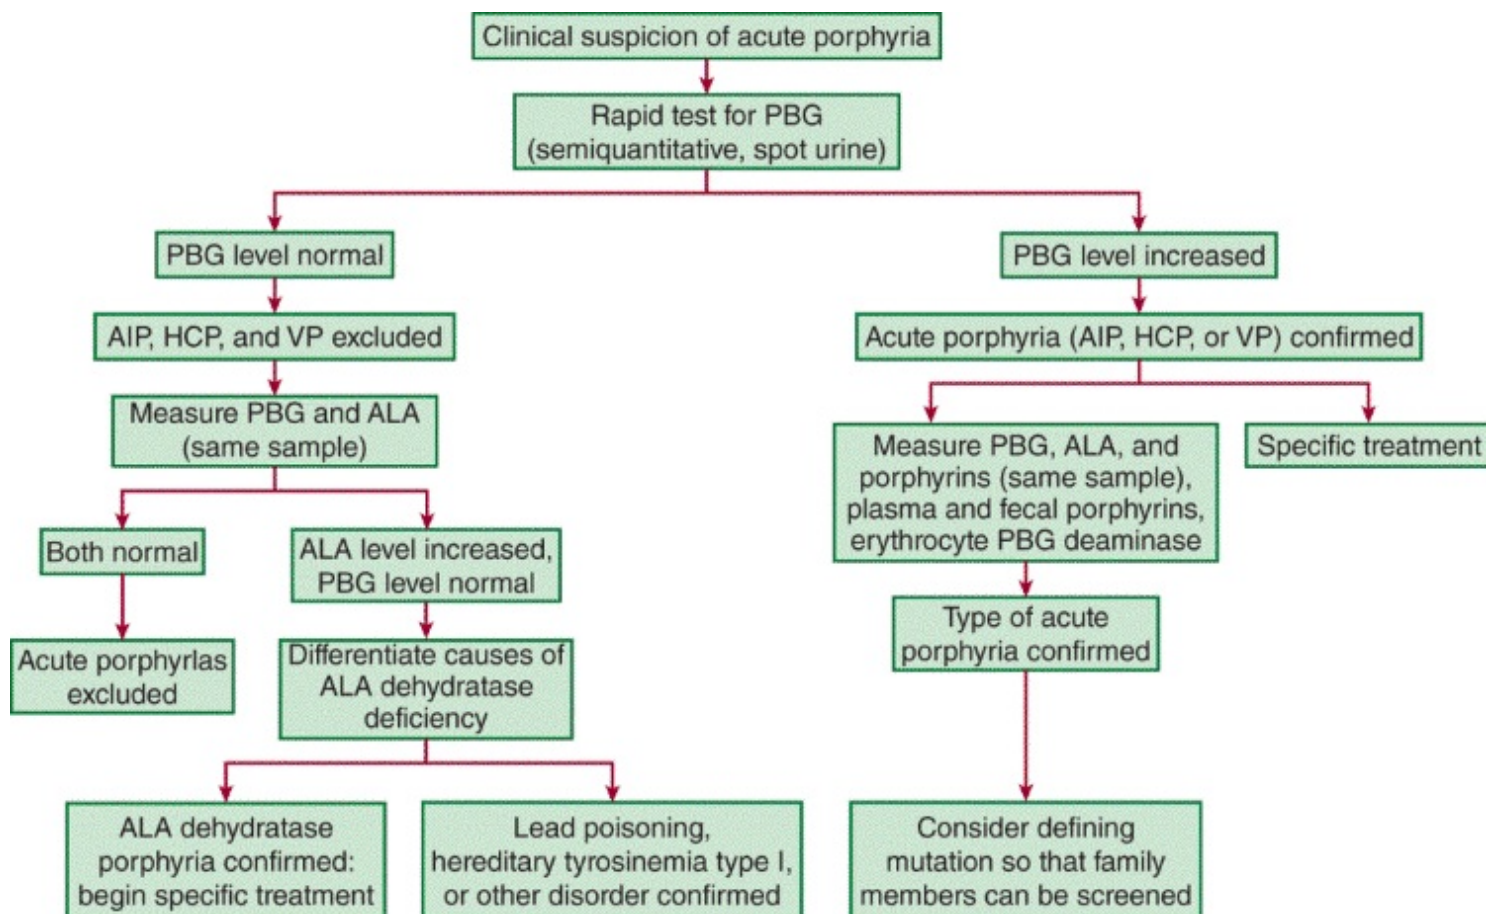 Clinical suspicion of acute porphyria
Rapid test for PBG
(semiquantitative, spot urine)
PBG level normal
PBG level increased
AIP, HCP, and VP excluded
Acute porphyria (AIP, HCP, or VP) confirmed
Measure PBG and ALA
(same sample)
Measure PBG, ALA, and
porphyrins (same sample),
plasma and fecal porphyrins,
erythrocyte PBG deaminase
Specific treatment
Both normal
ALA level increased,
PBG level normal
Type of acute
porphyria confirmed
Acute porphyrlas
excluded
Differentiate causes of
ALA dehydratase
deficiency
ALA dehydratase
porphyria confirmed:
begin specific treatment
Lead poisoning,
hereditary tyrosinemia type I,
or other disorder confirmed
Consider defining
mutation so that family
members can be screened